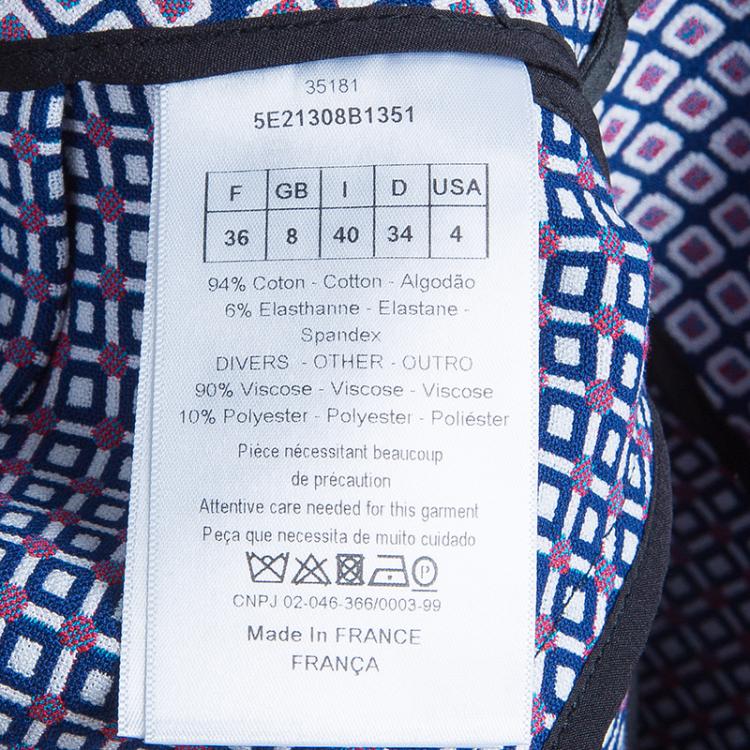 35181
5E21308B1351
F GB I D USA
36 8 40 34 4
94% Coton - Cotton - Algodão
6% Elasthanne - Elastane -
Spandex
DIVERS - OTHER - OUTRO
90% Viscose - Viscose - Viscose
10% Polyester - Polyester - Poliéster
Pièce nécessitant beaucoup
de précaution
Attentive care needed for this garment
Peça que necessita de muito cuidado
P
CNPJ 02-046-366/0003-99
Made In FRANCE
FRANÇA